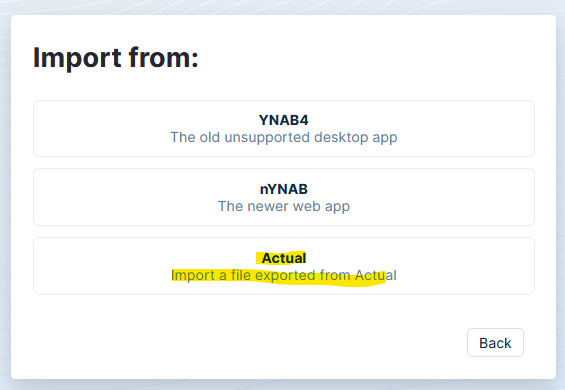 Import from:
YNAB4
The old unsupported desktop app
nYNAB
The newer web app
Actual
Import a file exported from Actual
Back